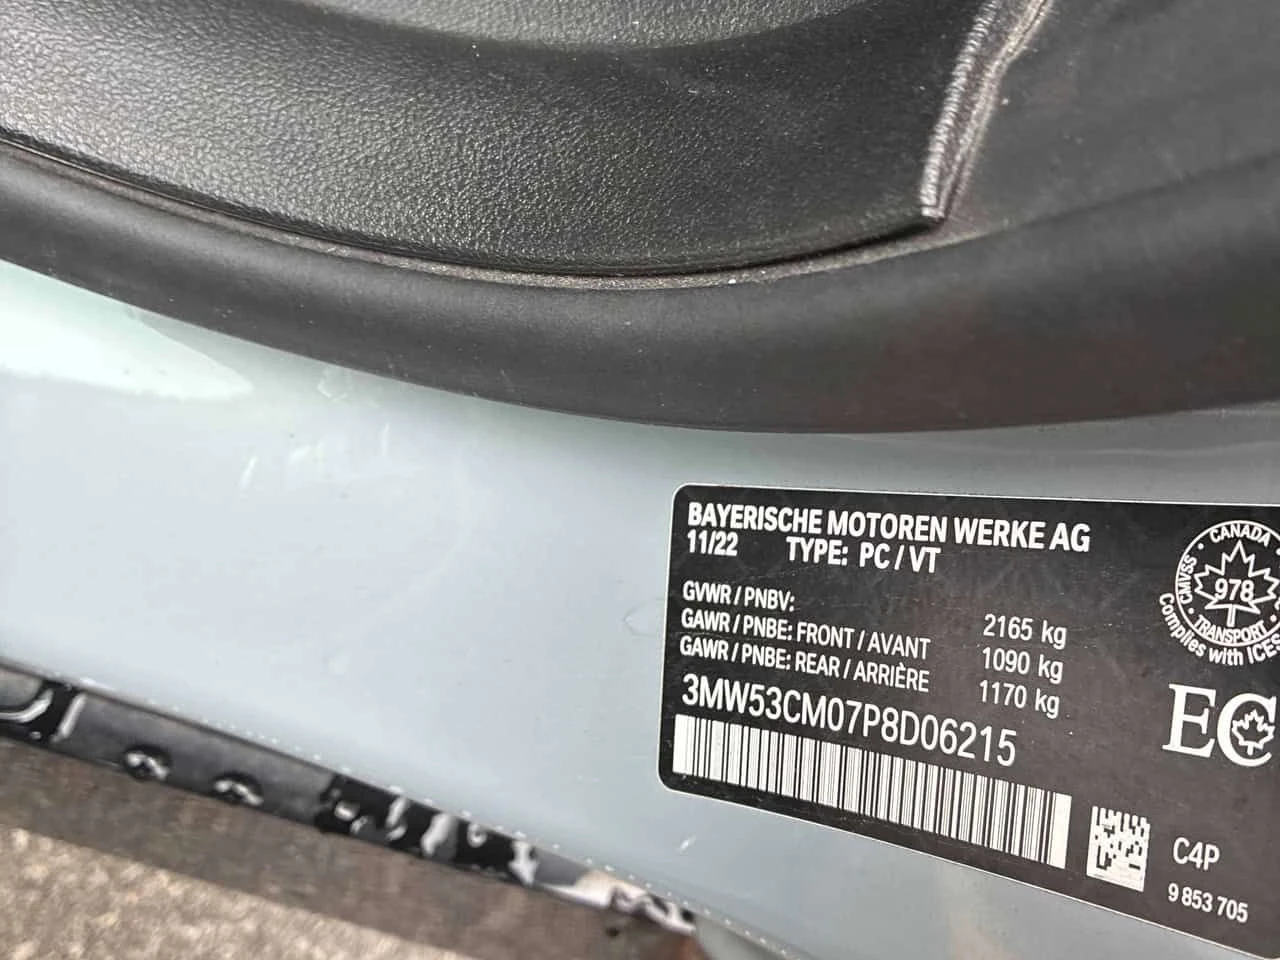 BAYERISCHE MOTOREN WERKE AG
11/22 TYPE: PC / VT
GVWR / PNBV: 2165 kg
GAWR / PNBE: FRONT / AVANT 1090 kg
GAWR / PNBE: REAR / ARRIÈRE 1170 kg
3MW53CM07P8D06215
CANADA
CMVSS
978
TRANSPORT
Complies with ICES
EC
C4P
9 853 705